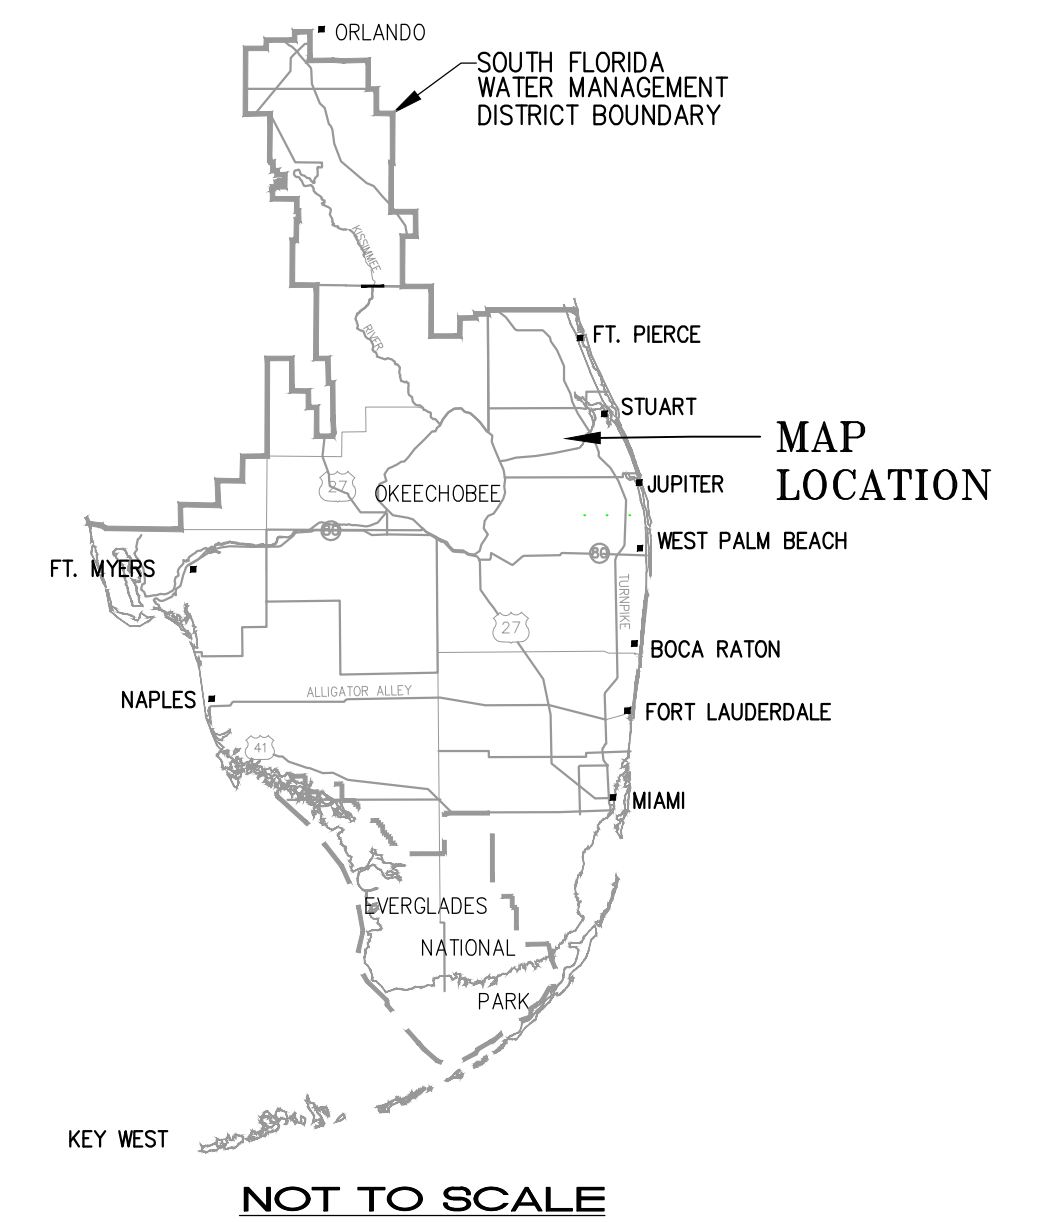 ORLANDO
SOUTH FLORIDA
WATER MANAGEMENT
DISTRICT BOUNDARY
KISSIMMEE
RIVER
FT. PIERCE
STUART
MAP
LOCATION
27
OKEECHOBEE
JUPITER
80
WEST PALM BEACH
80
FT. MYERS
TURNPIKE
27
BOCA RATON
ALLIGATOR ALLEY
NAPLES
FORT LAUDERDALE
41
MIAMI
EVERGLADES
NATIONAL
PARK
KEY WEST
NOT TO SCALE